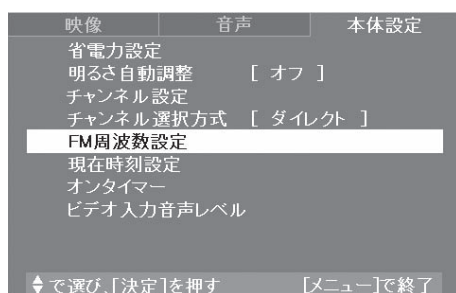 映像 音声 本体設定
省電力設定
明るさ自動調整 [ オフ ]
チャンネル設定
チャンネル選択方式 [ ダイレクト ]
FM周波数設定
現在時刻設定
オンタイマー
ビデオ入力音声レベル
◆で選び、[決定]を押す [メニュー]で終了